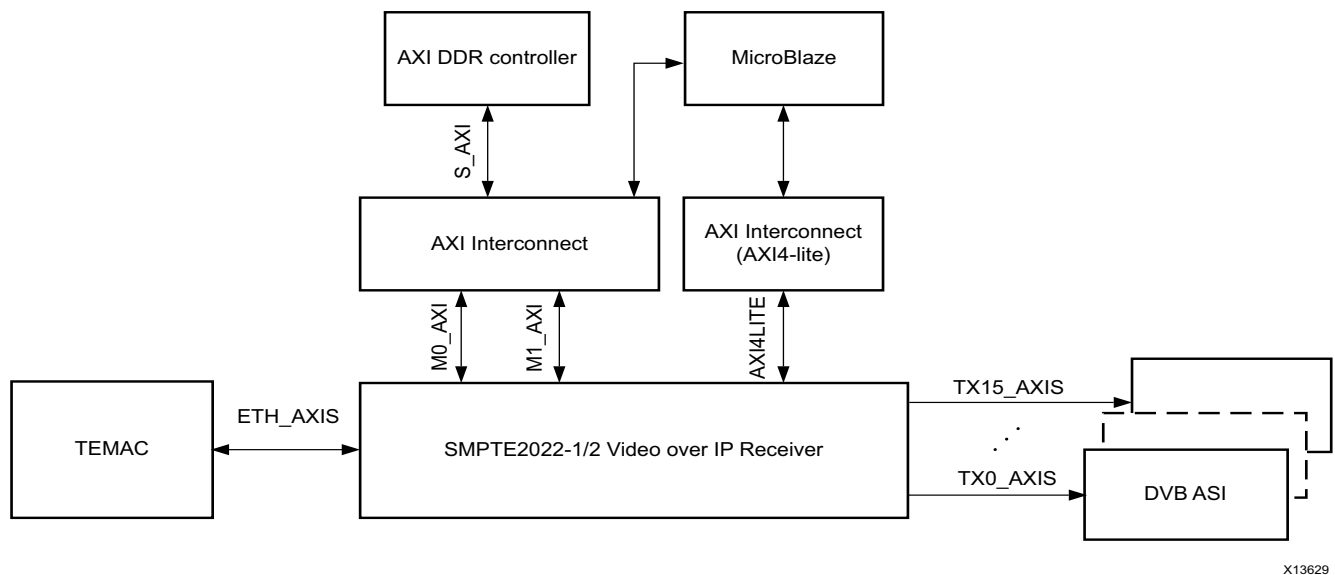 AXI DDR controller
MicroBlaze
S_AXI
AXI Interconnect
AXI Interconnect
(AXI4-lite)
M0_AXI
M1_AXI
AXI4LITE
TEMAC
ETH_AXIS
SMPTE2022-1/2 Video over IP Receiver
TX15_AXIS
TX0_AXIS
DVB ASI
X13629